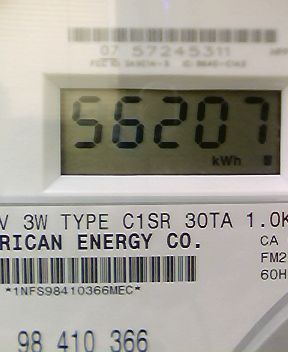 07 57245311
56207
kWh
V 3W TYPE C1SR 30TA 1.0K
RICAN ENERGY CO.
CA
FM2
60H
*1NFS98410366MEC*
98 410 366